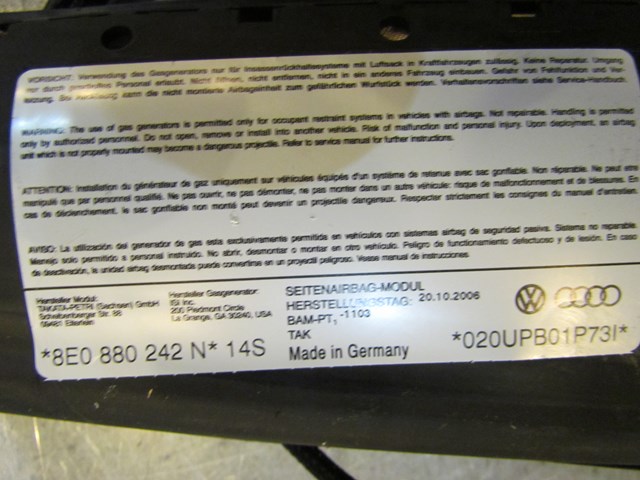 VORSICHT: Verwendung des Gasgenerators nur für Insassenrückhaltesysteme mit Luftsack in Kraftfahrzeugen zulässig. Keine Reparatur. Umgang
nur durch geschultes Personal erlaubt. Nicht öffnen, nicht entfernen, nicht in ein anderes Fahrzeug einbauen. Gefahr von Fehlfunktion und Ver-
letzung. Bei Auslösung kann die nicht montierte Airbageinheit zum gefährlichen Wurfstück werden. Verhaltensvorschriften siehe Service-Handbuch
WARNING: The use of gas generators is permitted only for occupant restraint systems in vehicles with airbags. Not repairable. Handling is permitted
only by authorized personnel. Do not open, remove or install into another vehicle. Risk of malfunction and personal injury. Upon deployment, an airbag
unit which is not properly mounted may become a dangerous projectile. Refer to service manual for further instructions.
ATTENTION: Installation du générateur de gaz uniquement sur véhicules équipés d'un système de retenue avec sac gonflable. Non réparable. Ne peut être
manipulé que par personnel qualifié. Ne pas ouvrir, ne pas démonter, ne pas monter dans un autre véhicule: risque de malfonctionnement et de blessures. En
cas de déclenchement, le sac gonflable non monté peut devenir un projectile dangereux. Respecter strictement les consignes du manuel d'entretien
AVISO: La utilización del generador de gas esta exclusivamente permitida en vehículos con sistemas airbag de seguridad pasiva. Sistema no reparable.
Manejo solo permitido a personal instruido. No abrir, desmontar o montar en otro vehículo. Peligro de funcionamiento defectuoso y de lesión. En caso
de deactivación, la unidad airbag desmontada puede convertirse en un proyectil peligroso. Vease manual de instrucciones
Hersteller Modul:
TAKATA-PETRI (Sachsen) GmbH
Scheibenberger Str. 88
09481 Elterlein
Hersteller Gasgenerator:
ISI Inc.
200 Piedmont Circle
La Grange, GA 30240, USA
SEITENAIRBAG-MODUL
HERSTELLUNGSTAG: 20.10.2006
BAM-PT₁ -1103
TAK
Made in Germany
*8E0 880 242 N* 14S
*020UPB01P73I*